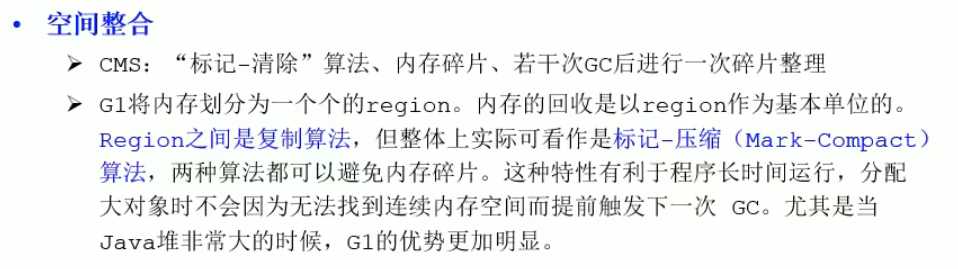 • 空间整合
➢ CMS：“标记-清除”算法、内存碎片、若干次GC后进行一次碎片整理
➢ G1将内存划分为一个个的region。内存的回收是以region作为基本单位的。
Region之间是复制算法，但整体上实际可看作是标记-压缩（Mark-Compact）
算法，两种算法都可以避免内存碎片。这种特性有利于程序长时间运行，分配
大对象时不会因为无法找到连续内存空间而提前触发下一次 GC。尤其是当
Java堆非常大的时候，G1的优势更加明显。